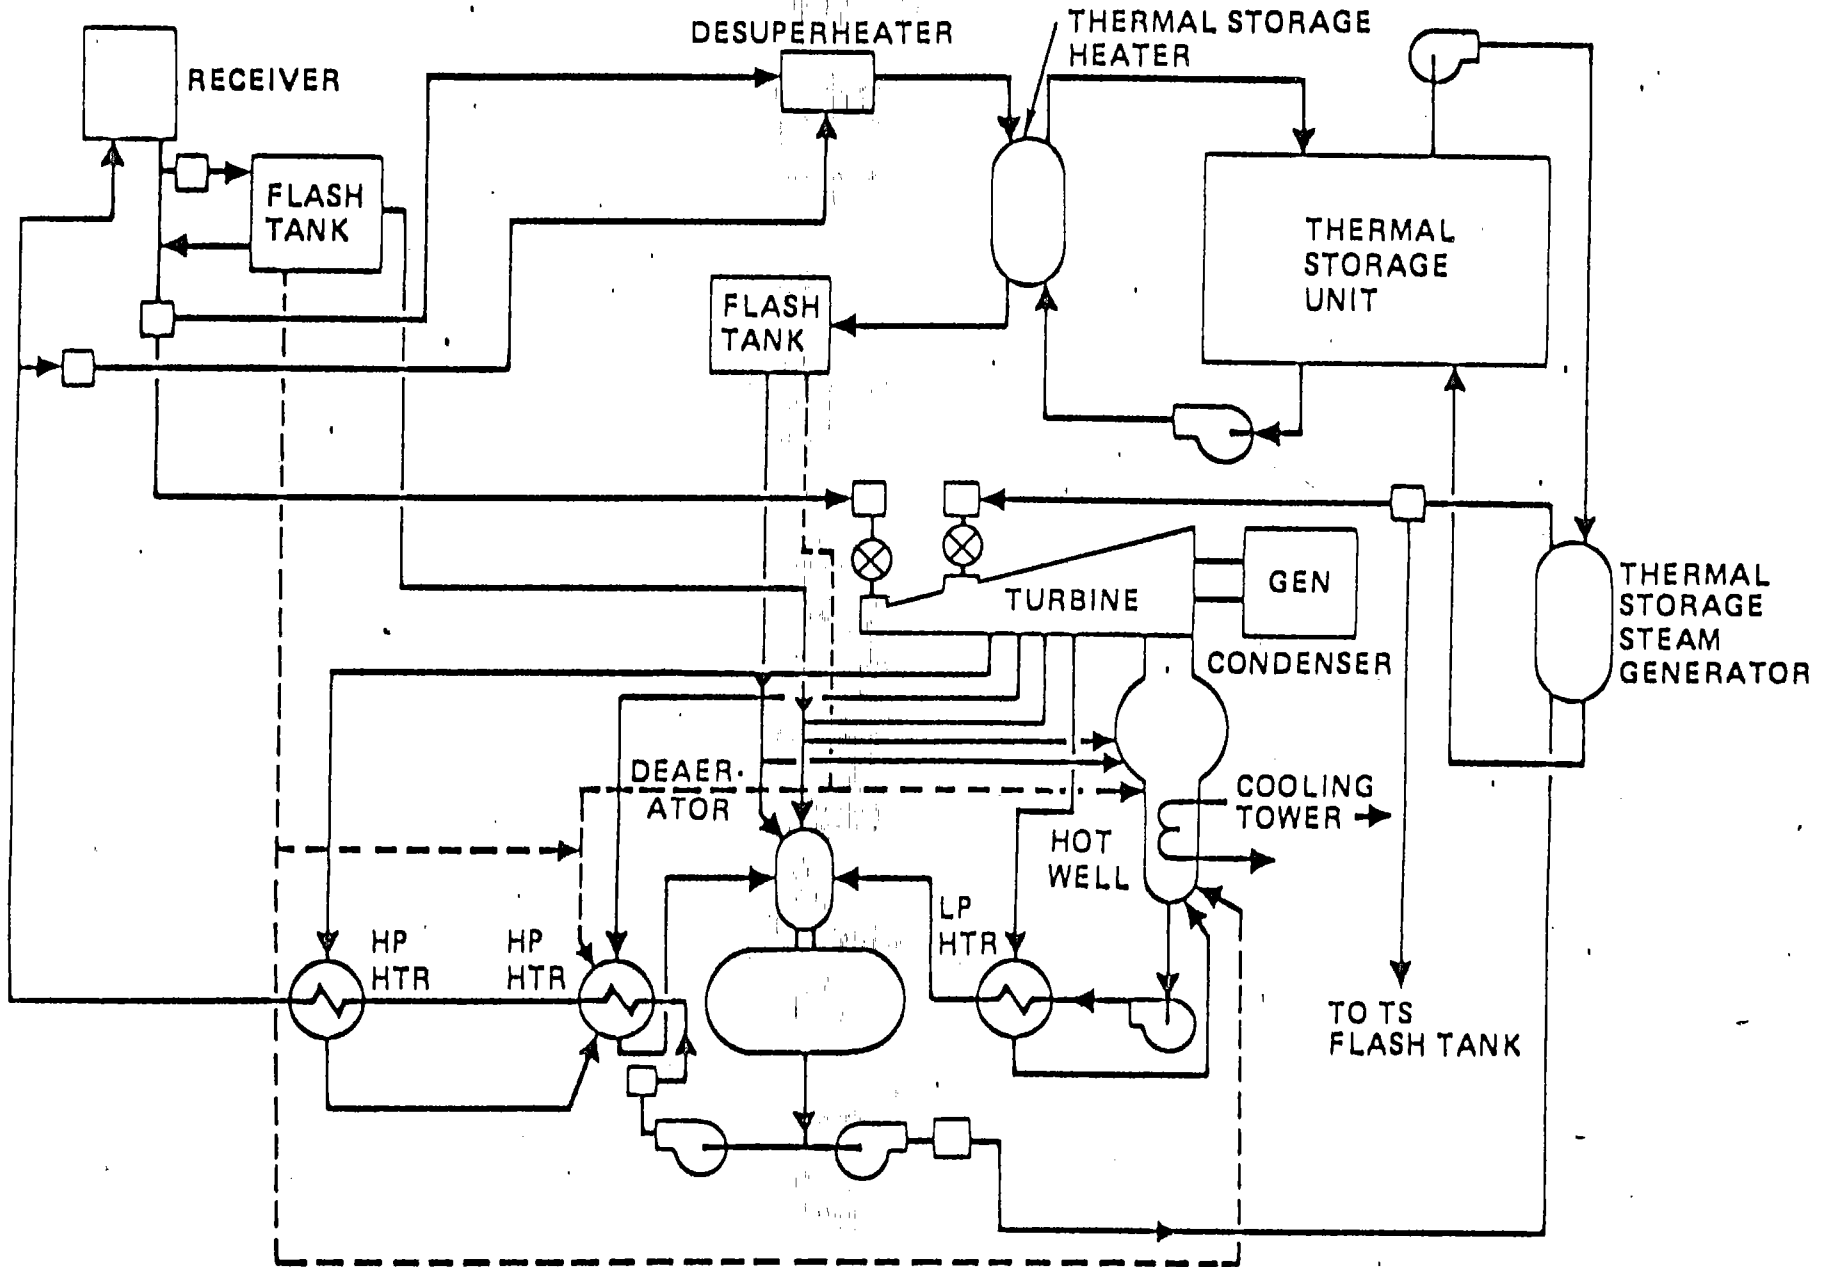 DESUPERHEATER
THERMAL STORAGE
HEATER
RECEIVER
FLASH
TANK
THERMAL
STORAGE
UNIT
FLASH
TANK
TURBINE
GEN
THERMAL
STORAGE
STEAM
GENERATOR
CONDENSER
DEAER-
ATOR
COOLING
TOWER
HOT
WELL
LP
HTR
HP
HTR
HP
HTR
TO TS
FLASH TANK